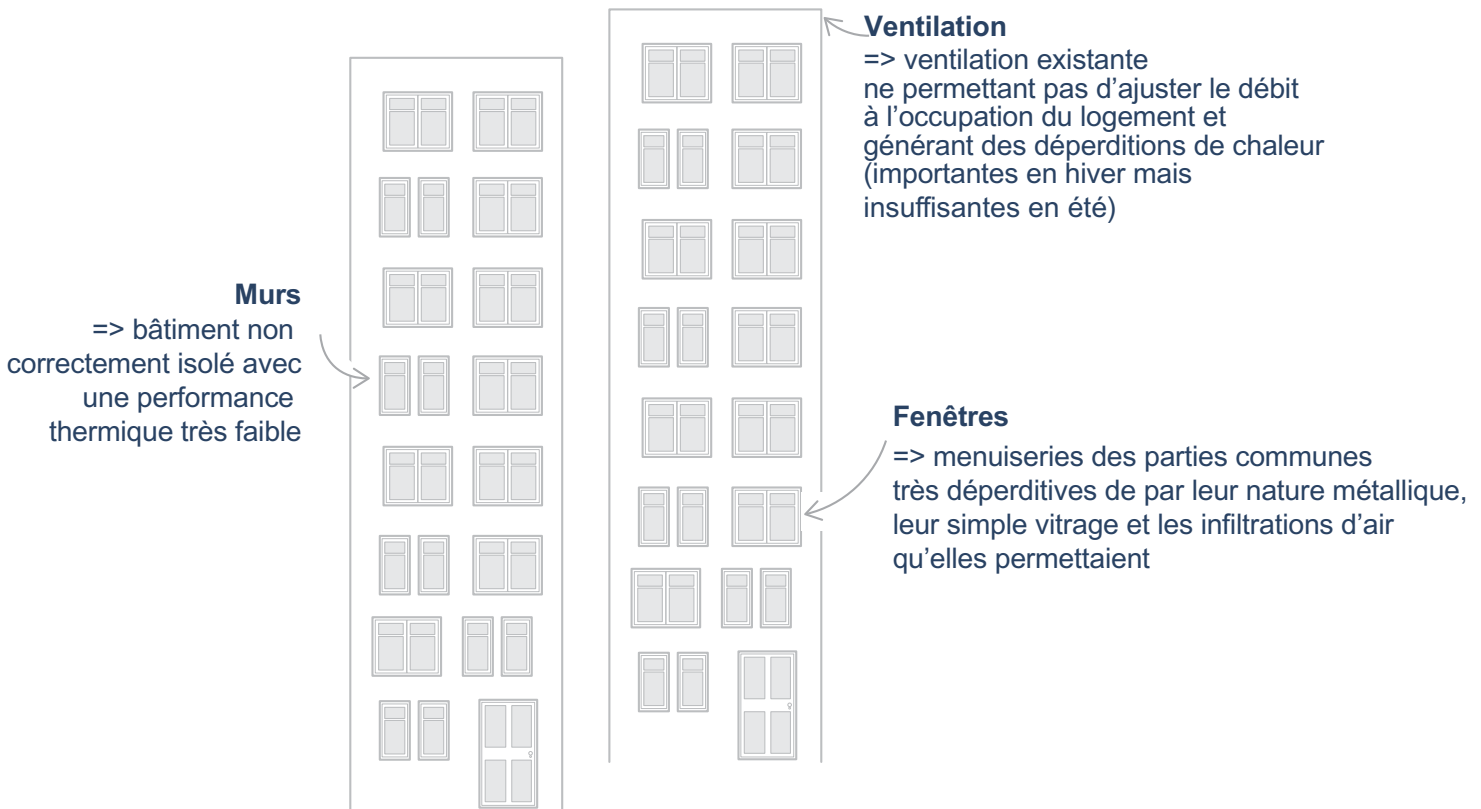 Ventilation
=> ventilation existante
ne permettant pas d’ajuster le débit
à l’occupation du logement et
générant des déperditions de chaleur
(importantes en hiver mais
insuffisantes en été)
Murs
=> bâtiment non
correctement isolé avec
une performance
thermique très faible
Fenêtres
=> menuiseries des parties communes
très déperditives de par leur nature métallique,
leur simple vitrage et les infiltrations d’air
qu’elles permettaient